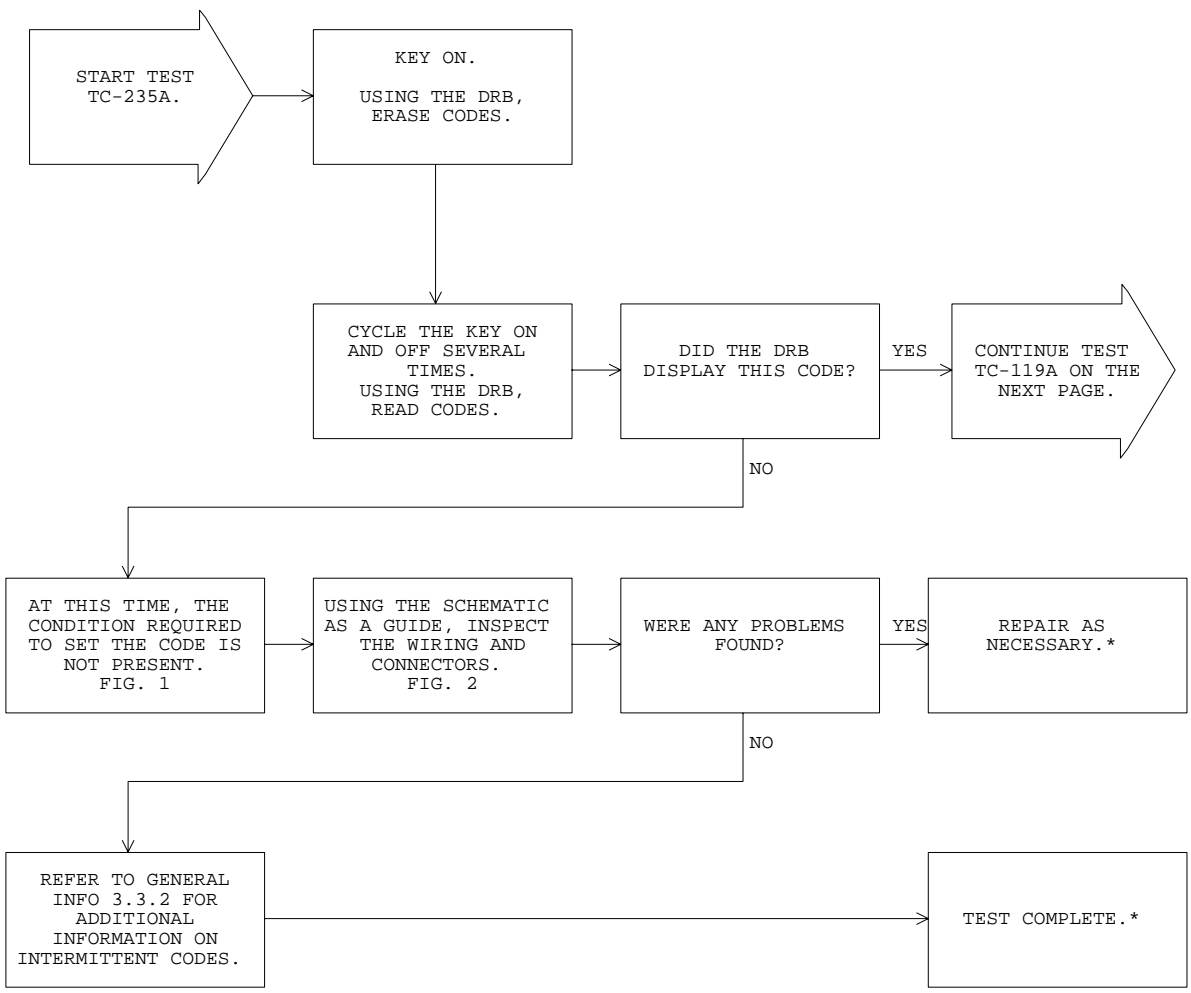 START TEST
TC-235A.
KEY ON.
USING THE DRB,
ERASE CODES.
CYCLE THE KEY ON
AND OFF SEVERAL
TIMES.
USING THE DRB,
READ CODES.
DID THE DRB
DISPLAY THIS CODE?
YES
CONTINUE TEST
TC-119A ON THE
NEXT PAGE.
NO
AT THIS TIME, THE
CONDITION REQUIRED
TO SET THE CODE IS
NOT PRESENT.
FIG. 1
USING THE SCHEMATIC
AS A GUIDE, INSPECT
THE WIRING AND
CONNECTORS.
FIG. 2
WERE ANY PROBLEMS
FOUND?
YES
REPAIR AS
NECESSARY.*
NO
REFER TO GENERAL
INFO 3.3.2 FOR
ADDITIONAL
INFORMATION ON
INTERMITTENT CODES.
TEST COMPLETE.*